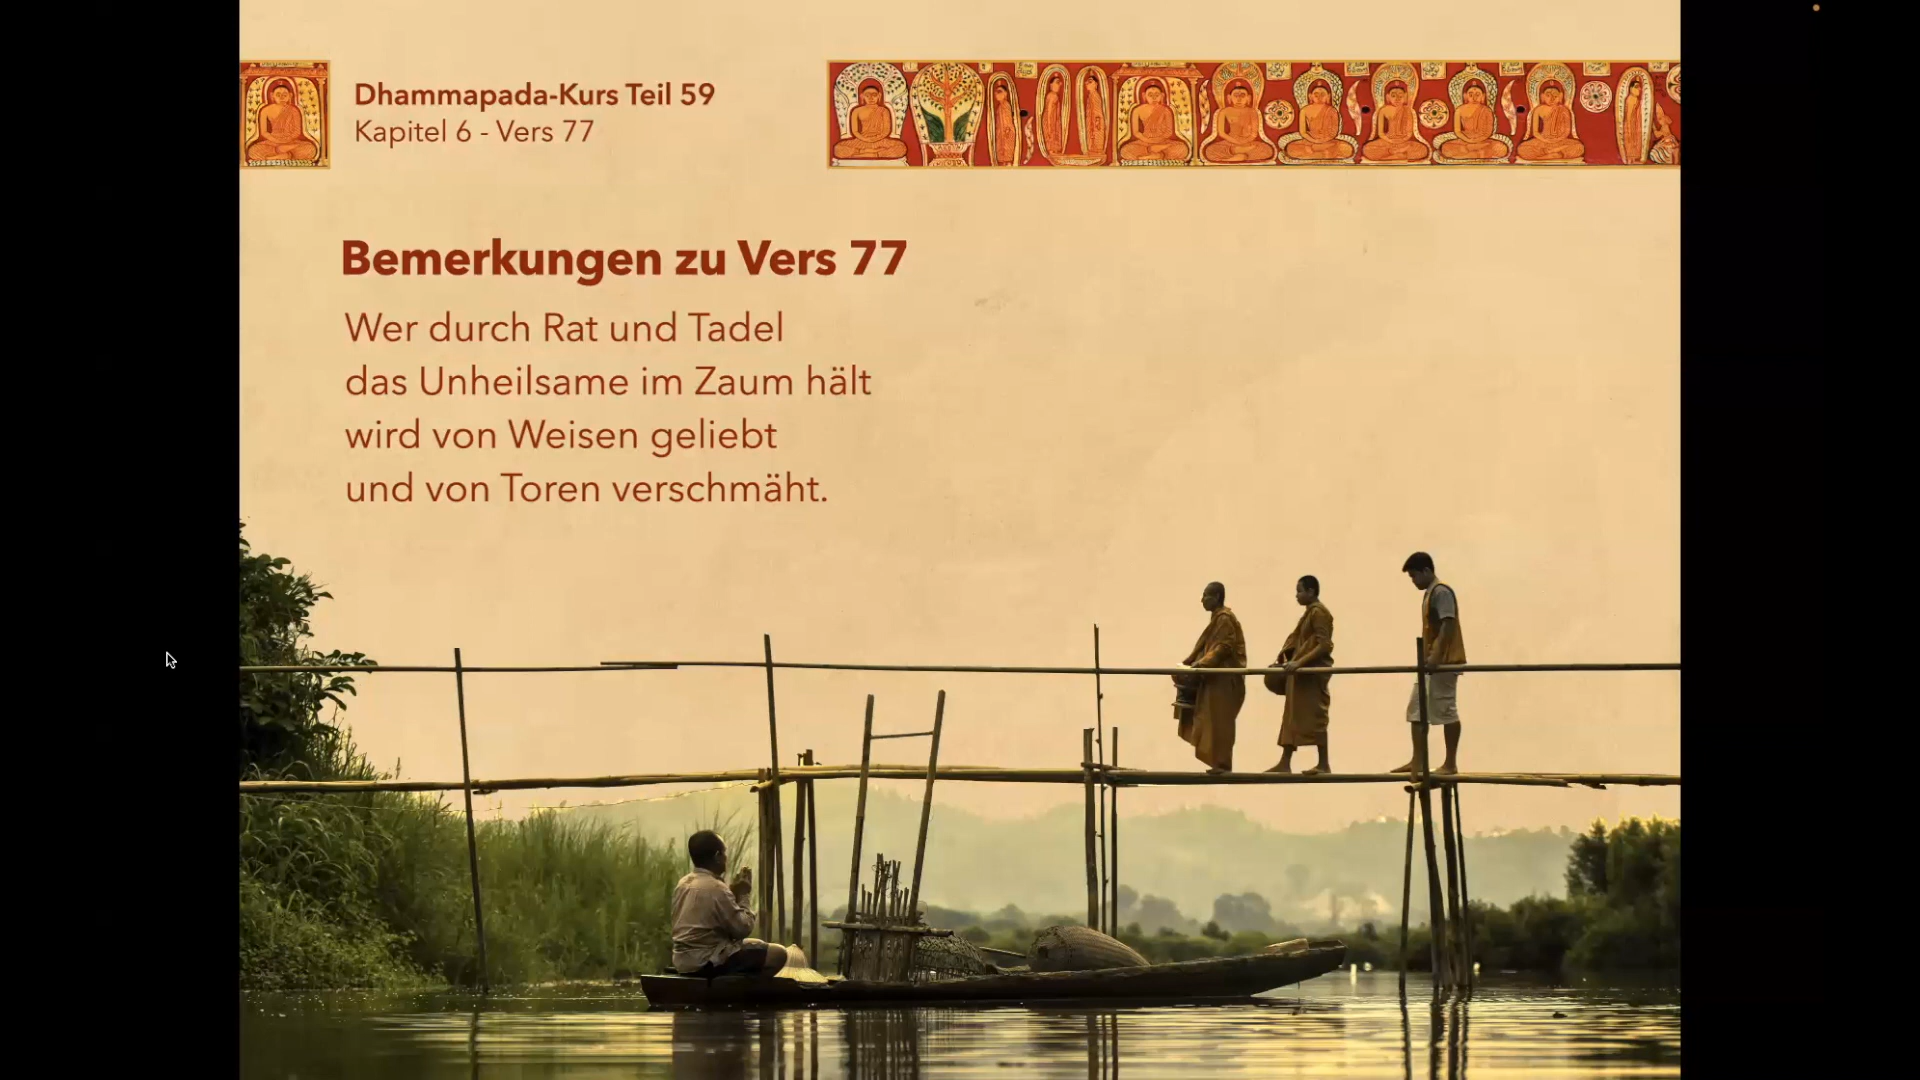 Dhammapada-Kurs Teil 59
Kapitel 6 - Vers 77
Bemerkungen zu Vers 77
Wer durch Rat und Tadel
das Unheilsame im Zaum hält
wird von Weisen geliebt
und von Toren verschmäht.